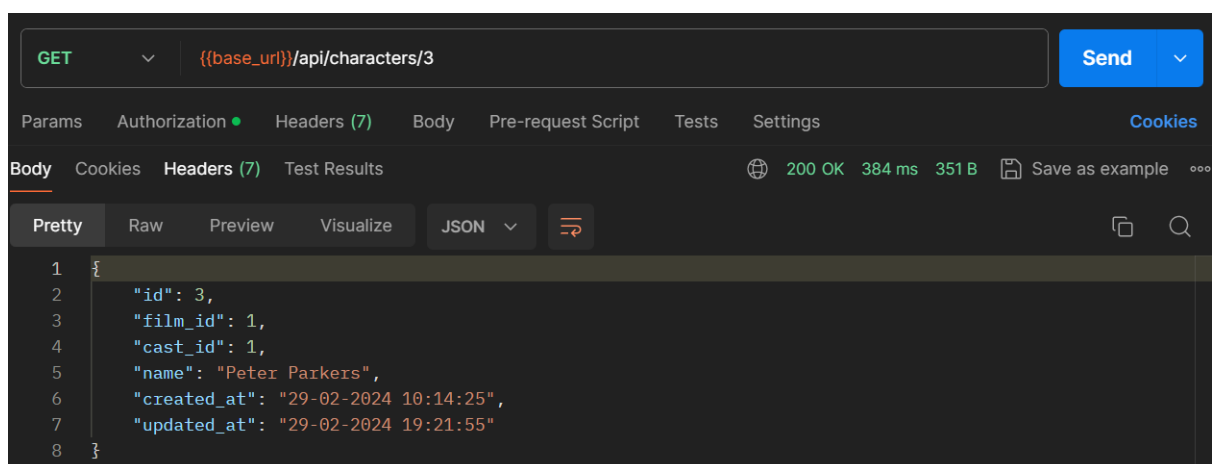 GET {{base_url}}/api/characters/3 Send
Params Authorization Headers (7) Body Pre-request Script Tests Settings Cookies
Body Cookies Headers (7) Test Results 200 OK 384 ms 351 B Save as example
Pretty Raw Preview Visualize JSON
1 {
2 "id": 3,
3 "film_id": 1,
4 "cast_id": 1,
5 "name": "Peter Parkers",
6 "created_at": "29-02-2024 10:14:25",
7 "updated_at": "29-02-2024 19:21:55"
8 }